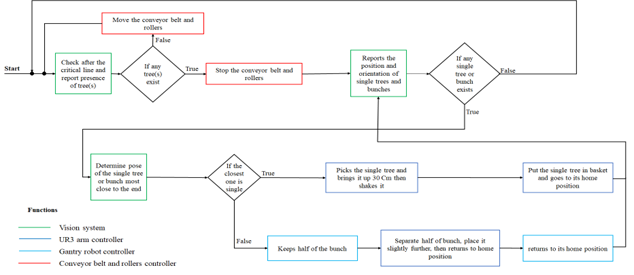 Move the conveyor belt and
rollers
False
Start
Check after the
critical line and
report presence
of tree(s)
If any
tree(s)
exist
True
Stop the conveyor belt and
rollers
Reports the
position and
orientation of
single trees and
bunches
If any
single
tree or
bunch
exists
False
True
Determine pose
of the single tree
or bunch most
close to the end
If the
closest
one is
single
True
Picks the single tree and
brings it up 30 Cm then
shakes it
Put the single tree in basket
and goes to its home
position
False
Keeps half of the bunch
Separate half of bunch, place it
slightly further, then returns to
home position
returns to its home position
Functions
Vision system
UR3 arm controller
Gantry robot controller
Conveyor belt and rollers controller